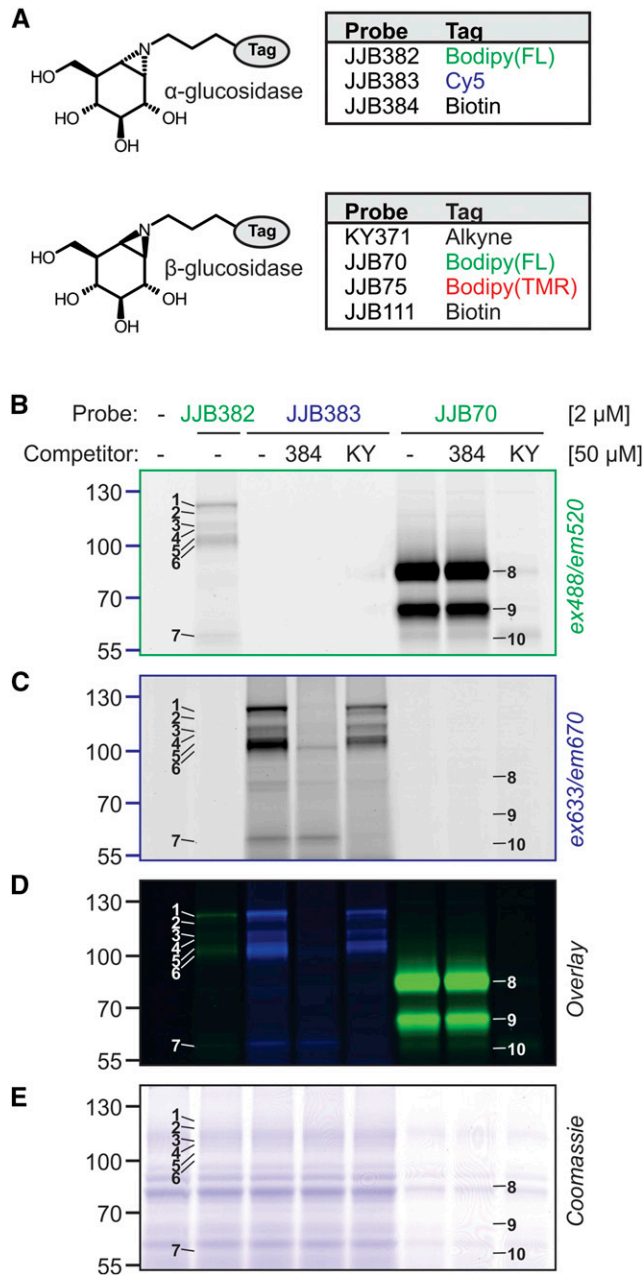 A
HO
HO
OH
OH
N
Tag
α-glucosidase
Probe Tag
JJB382 Bodipy(FL)
JJB383 Cy5
JJB384 Biotin
HO
HO
OH
OH
N
Tag
β-glucosidase
Probe Tag
KY371 Alkyne
JJB70 Bodipy(FL)
JJB75 Bodipy(TMR)
JJB111 Biotin
B
Probe: - JJB382 JJB383 JJB70 [2 µM]
Competitor: - - - 384 KY - 384 KY [50 µM]
130
100
70
55
1
2
3
4
5
6
7
8
9
10
ex488/em520
C
130
100
70
55
1
2
3
4
5
6
7
8
9
10
ex633/em670
D
130
100
70
55
1
2
3
4
5
6
7
8
9
10
Overlay
E
130
100
70
55
1
2
3
4
5
6
7
8
9
10
Coomassie